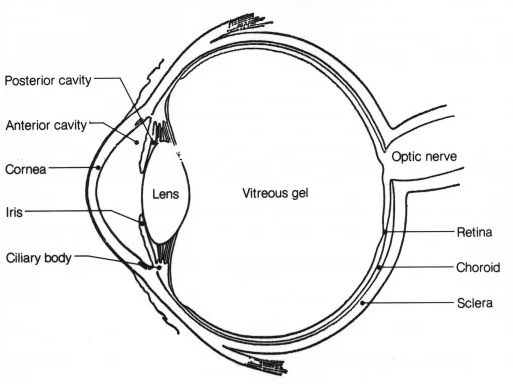 Posterior cavity
Anterior cavity
Cornea
Iris
Ciliary body
Lens
Vitreous gel
Optic nerve
Retina
Choroid
Sclera